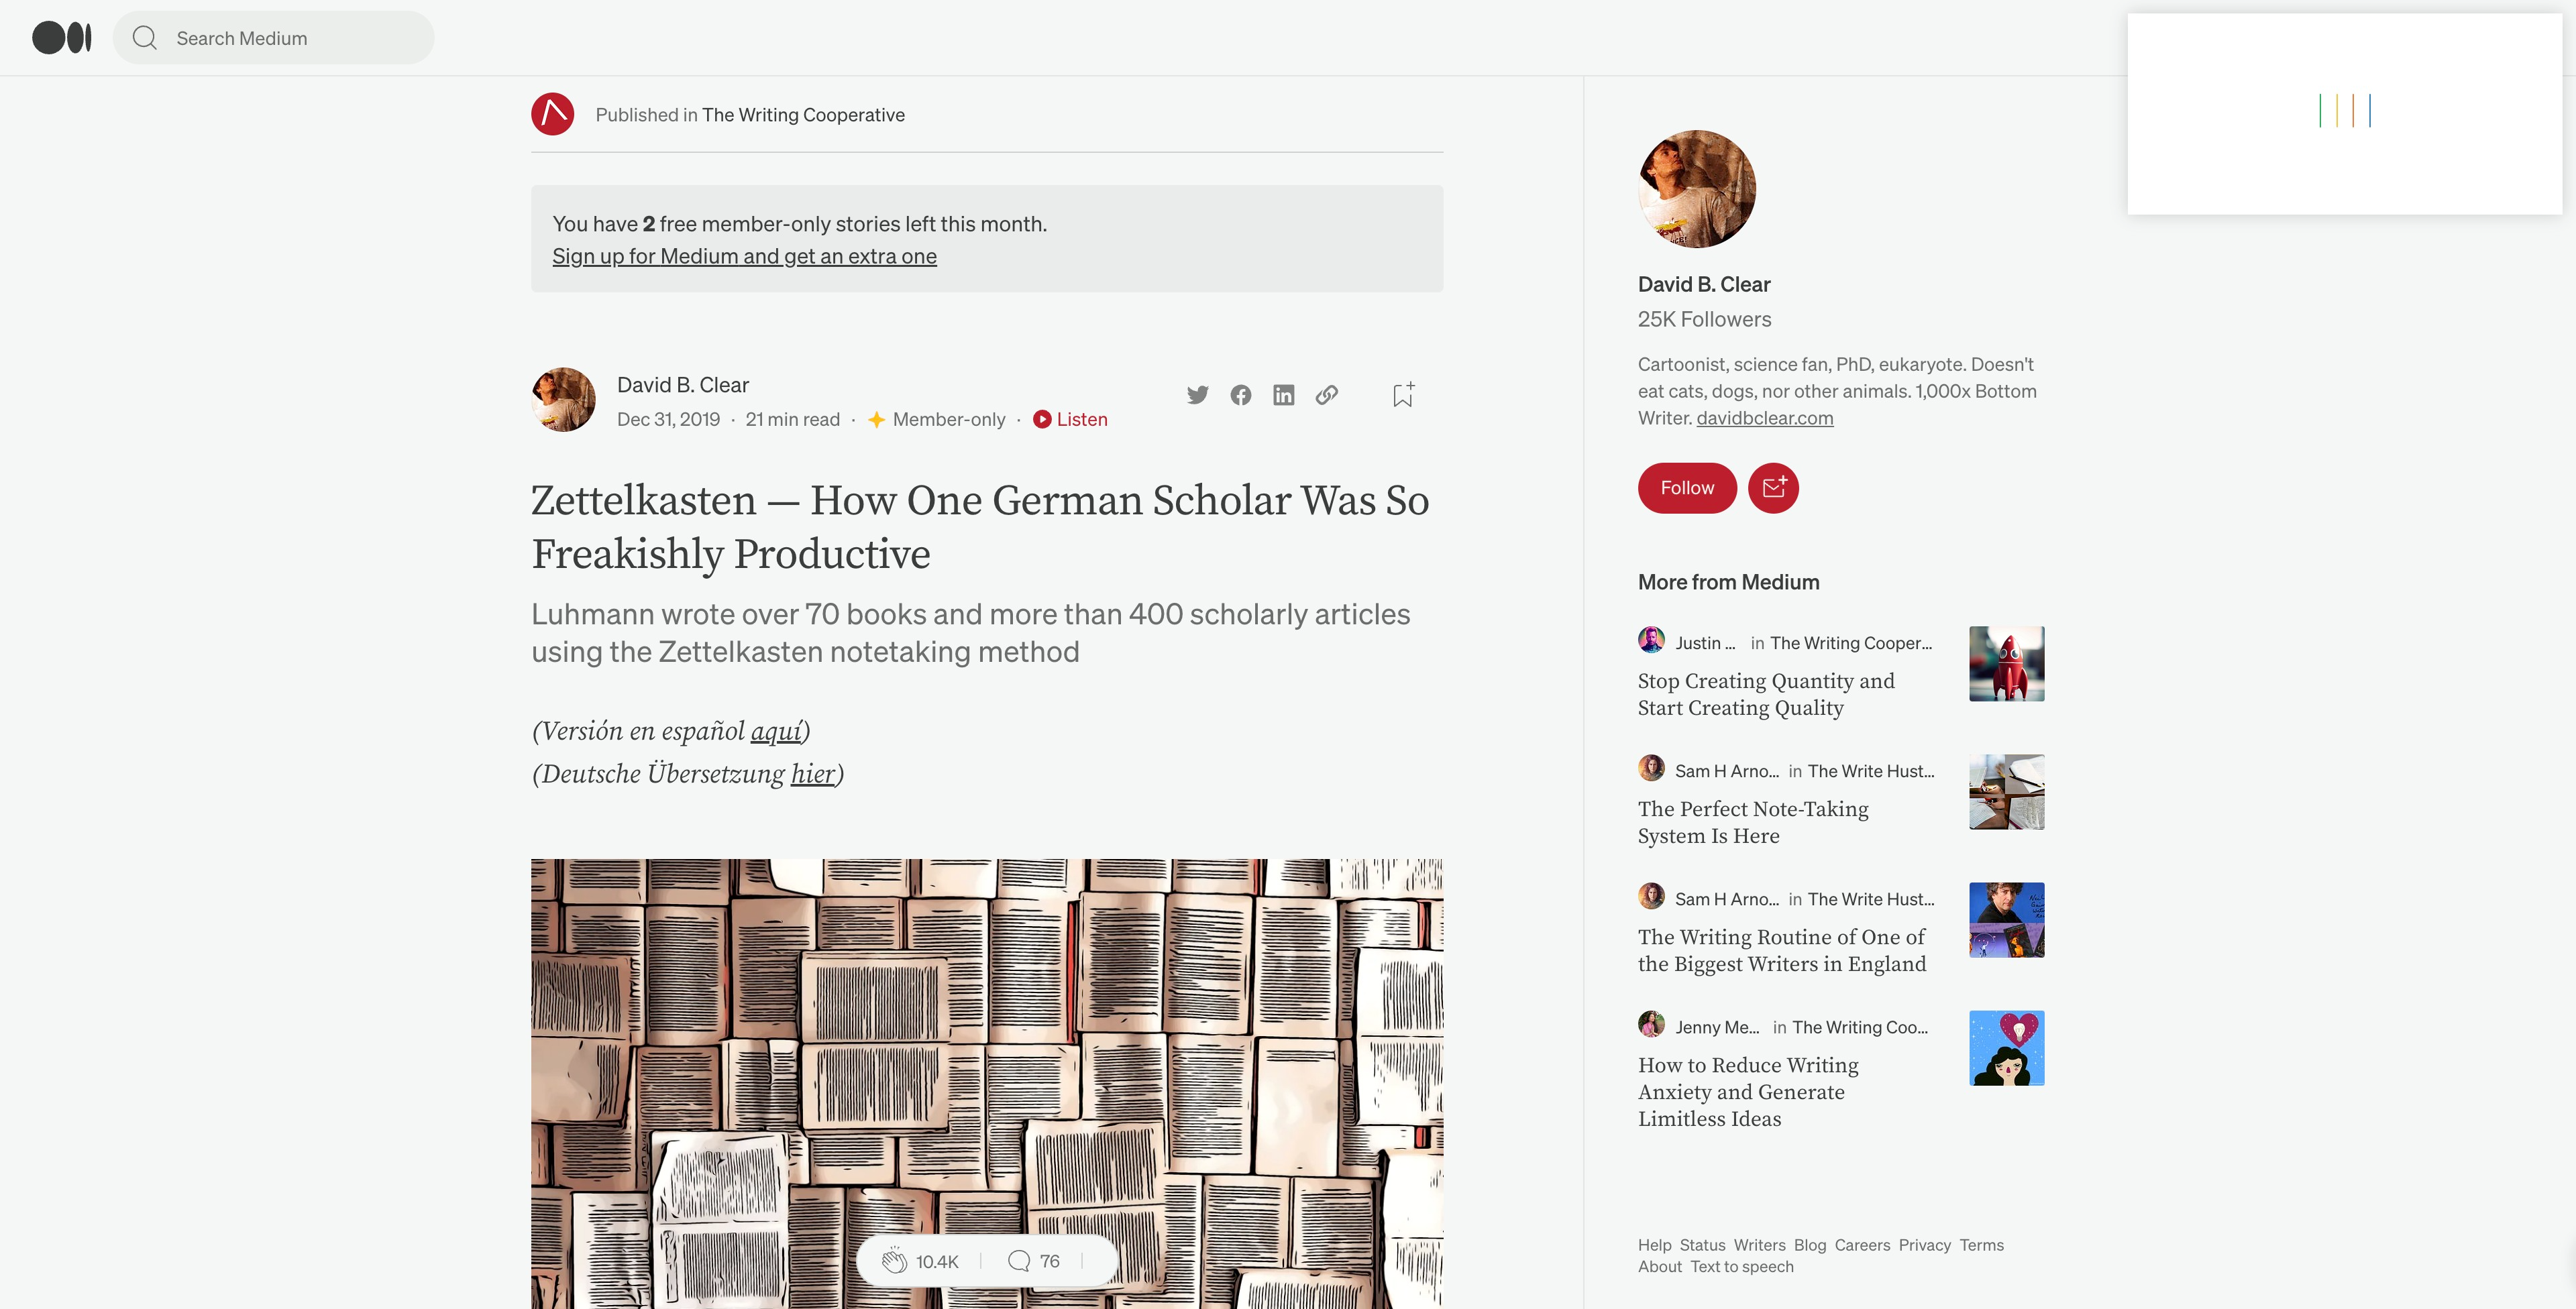 Search Medium
Published in The Writing Cooperative
You have 2 free member-only stories left this month.
Sign up for Medium and get an extra one
David B. Clear
Dec 31, 2019 · 21 min read · Member-only · Listen
Zettelkasten — How One German Scholar Was So
Freakishly Productive
Luhmann wrote over 70 books and more than 400 scholarly articles
using the Zettelkasten notetaking method
(Versión en español aquí)
(Deutsche Übersetzung hier)
10.4K
76
David B. Clear
25K Followers
Cartoonist, science fan, PhD, eukaryote. Doesn't
eat cats, dogs, nor other animals. 1,000x Bottom
Writer. davidbclear.com
Follow
More from Medium
Justin ... in The Writing Cooper...
Stop Creating Quantity and
Start Creating Quality
Sam H Arno... in The Write Hust...
The Perfect Note-Taking
System Is Here
Sam H Arno... in The Write Hust...
The Writing Routine of One of
the Biggest Writers in England
Jenny Me... in The Writing Coo...
How to Reduce Writing
Anxiety and Generate
Limitless Ideas
Help Status Writers Blog Careers Privacy Terms
About Text to speech